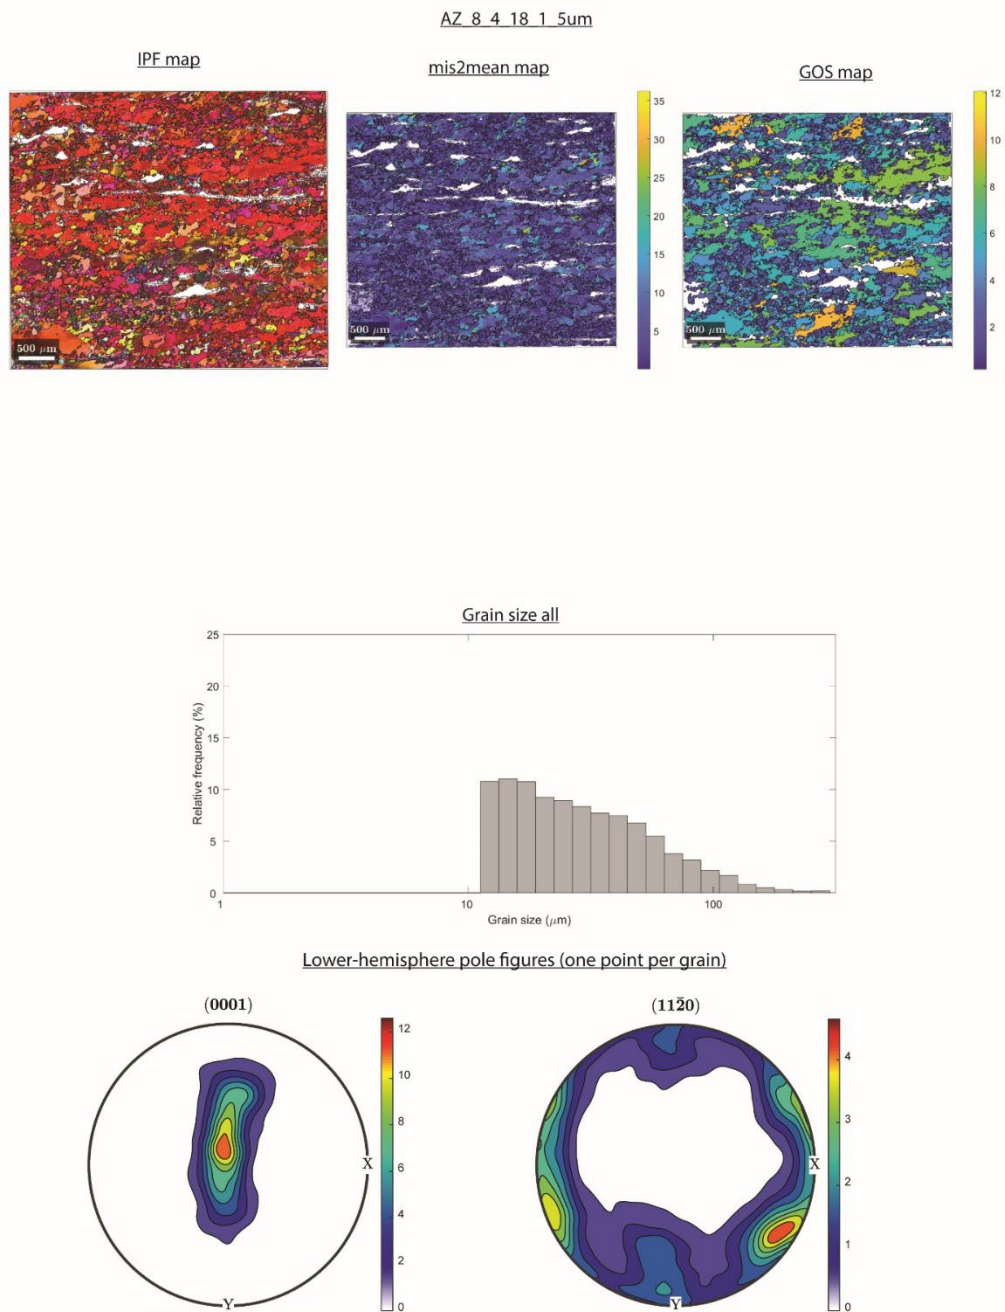 AZ_8_4_18_1_5um
IPF map
mis2mean map
GOS map
500 μm
500 μm
35
30
25
20
15
10
5
500 μm
12
10
8
6
4
2
Grain size all
Relative frequency (%)
25
20
15
10
5
0
1
10
100
Grain size (μm)
Lower-hemisphere pole figures (one point per grain)
(0001)
X
Y
12
10
8
6
4
2
0
(112̄0)
X
Y
4
3
2
1
0